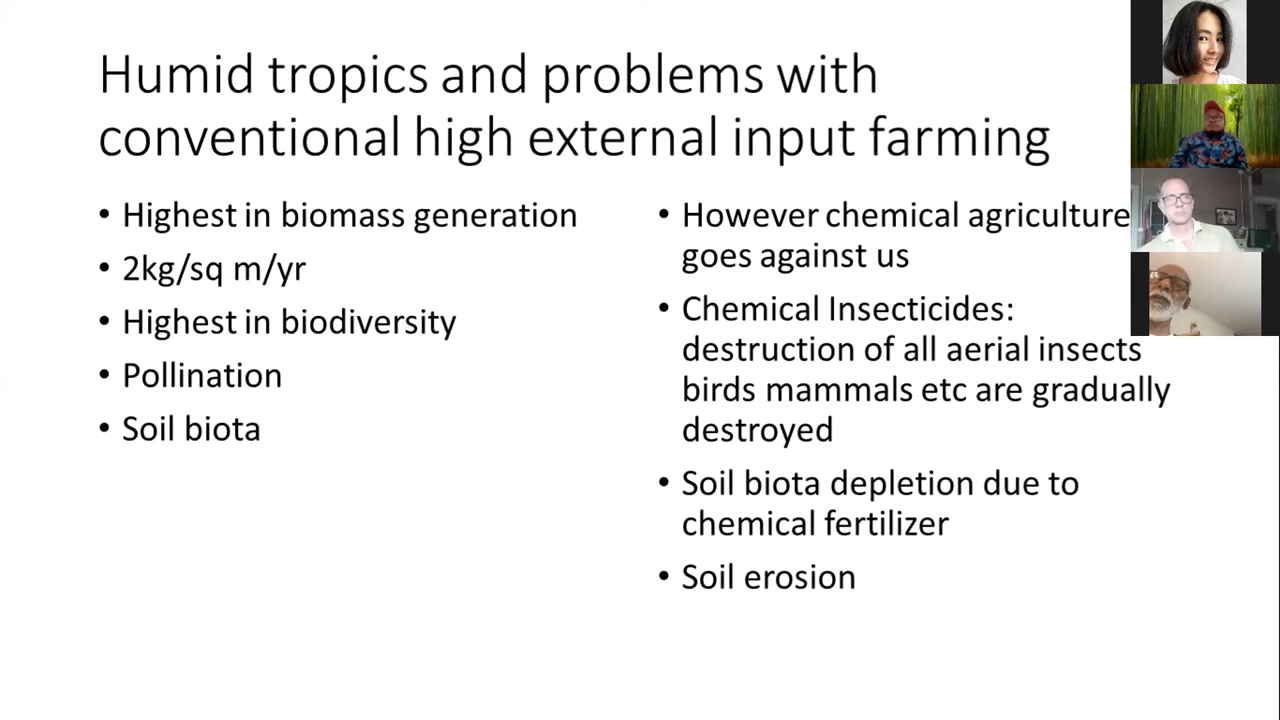 Humid tropics and problems with
conventional high external input farming
• Highest in biomass generation
• 2kg/sq m/yr
• Highest in biodiversity
• Pollination
• Soil biota
• However chemical agriculture
goes against us
• Chemical Insecticides:
destruction of all aerial insects
birds mammals etc are gradually
destroyed
• Soil biota depletion due to
chemical fertilizer
• Soil erosion